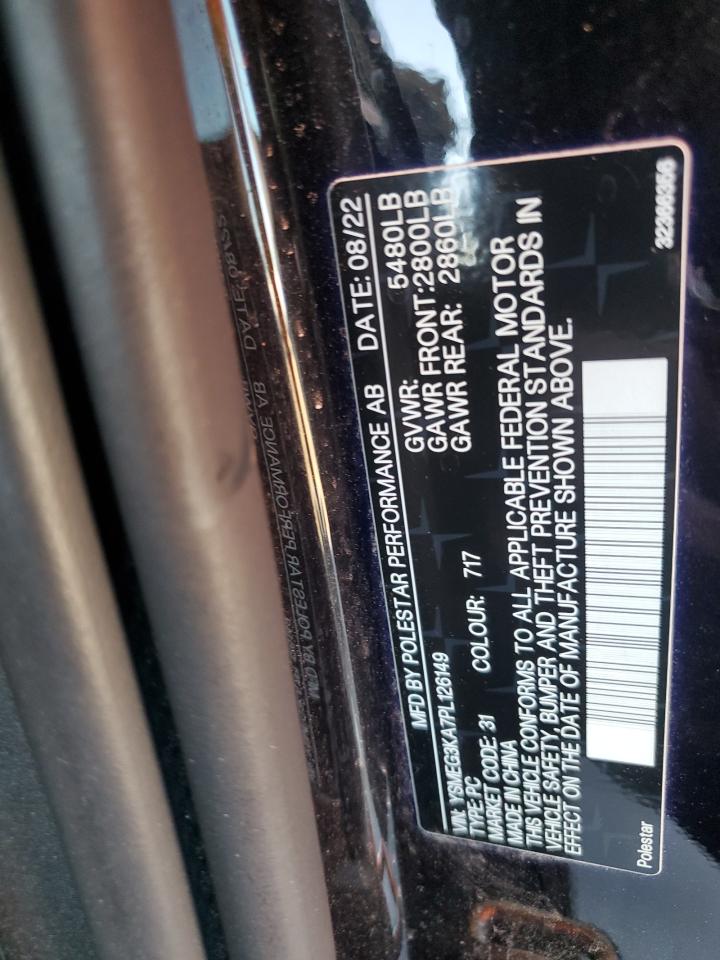 MFD BY POLESTAR PERFORMANCE AB DATE: 08/22
GVWR: 5480LB
GAWR FRONT:2800LB
GAWR REAR: 2860LB
VIN: YSMEG3KA7PL126149
TYPE: PC
MARKET CODE: 31 COLOUR: 717
MADE IN CHINA
THIS VEHICLE CONFORMS TO ALL APPLICABLE FEDERAL MOTOR
VEHICLE SAFETY, BUMPER AND THEFT PREVENTION STANDARDS IN
EFFECT ON THE DATE OF MANUFACTURE SHOWN ABOVE.
Polestar 32366356